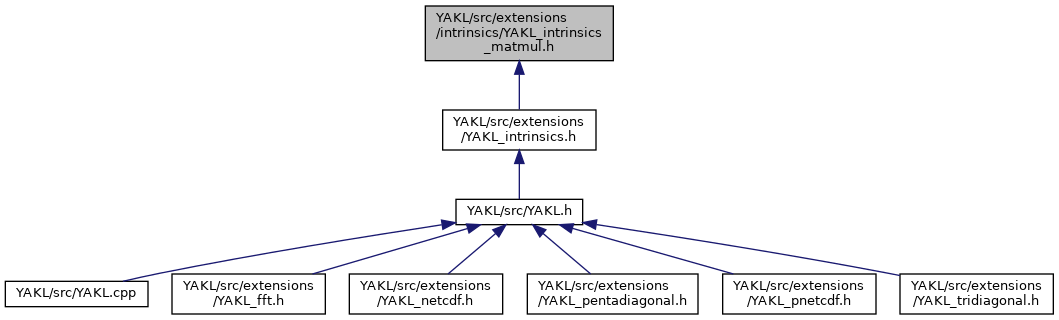 YAKL/src/extensions
/intrinsics/YAKL_intrinsics
_matmul.h
YAKL/src/extensions
/YAKL_intrinsics.h
YAKL/src/YAKL.h
YAKL/src/YAKL.cpp
YAKL/src/extensions
/YAKL_fft.h
YAKL/src/extensions
/YAKL_netcdf.h
YAKL/src/extensions
/YAKL_pentadiagonal.h
YAKL/src/extensions
/YAKL_pnetcdf.h
YAKL/src/extensions
/YAKL_tridiagonal.h